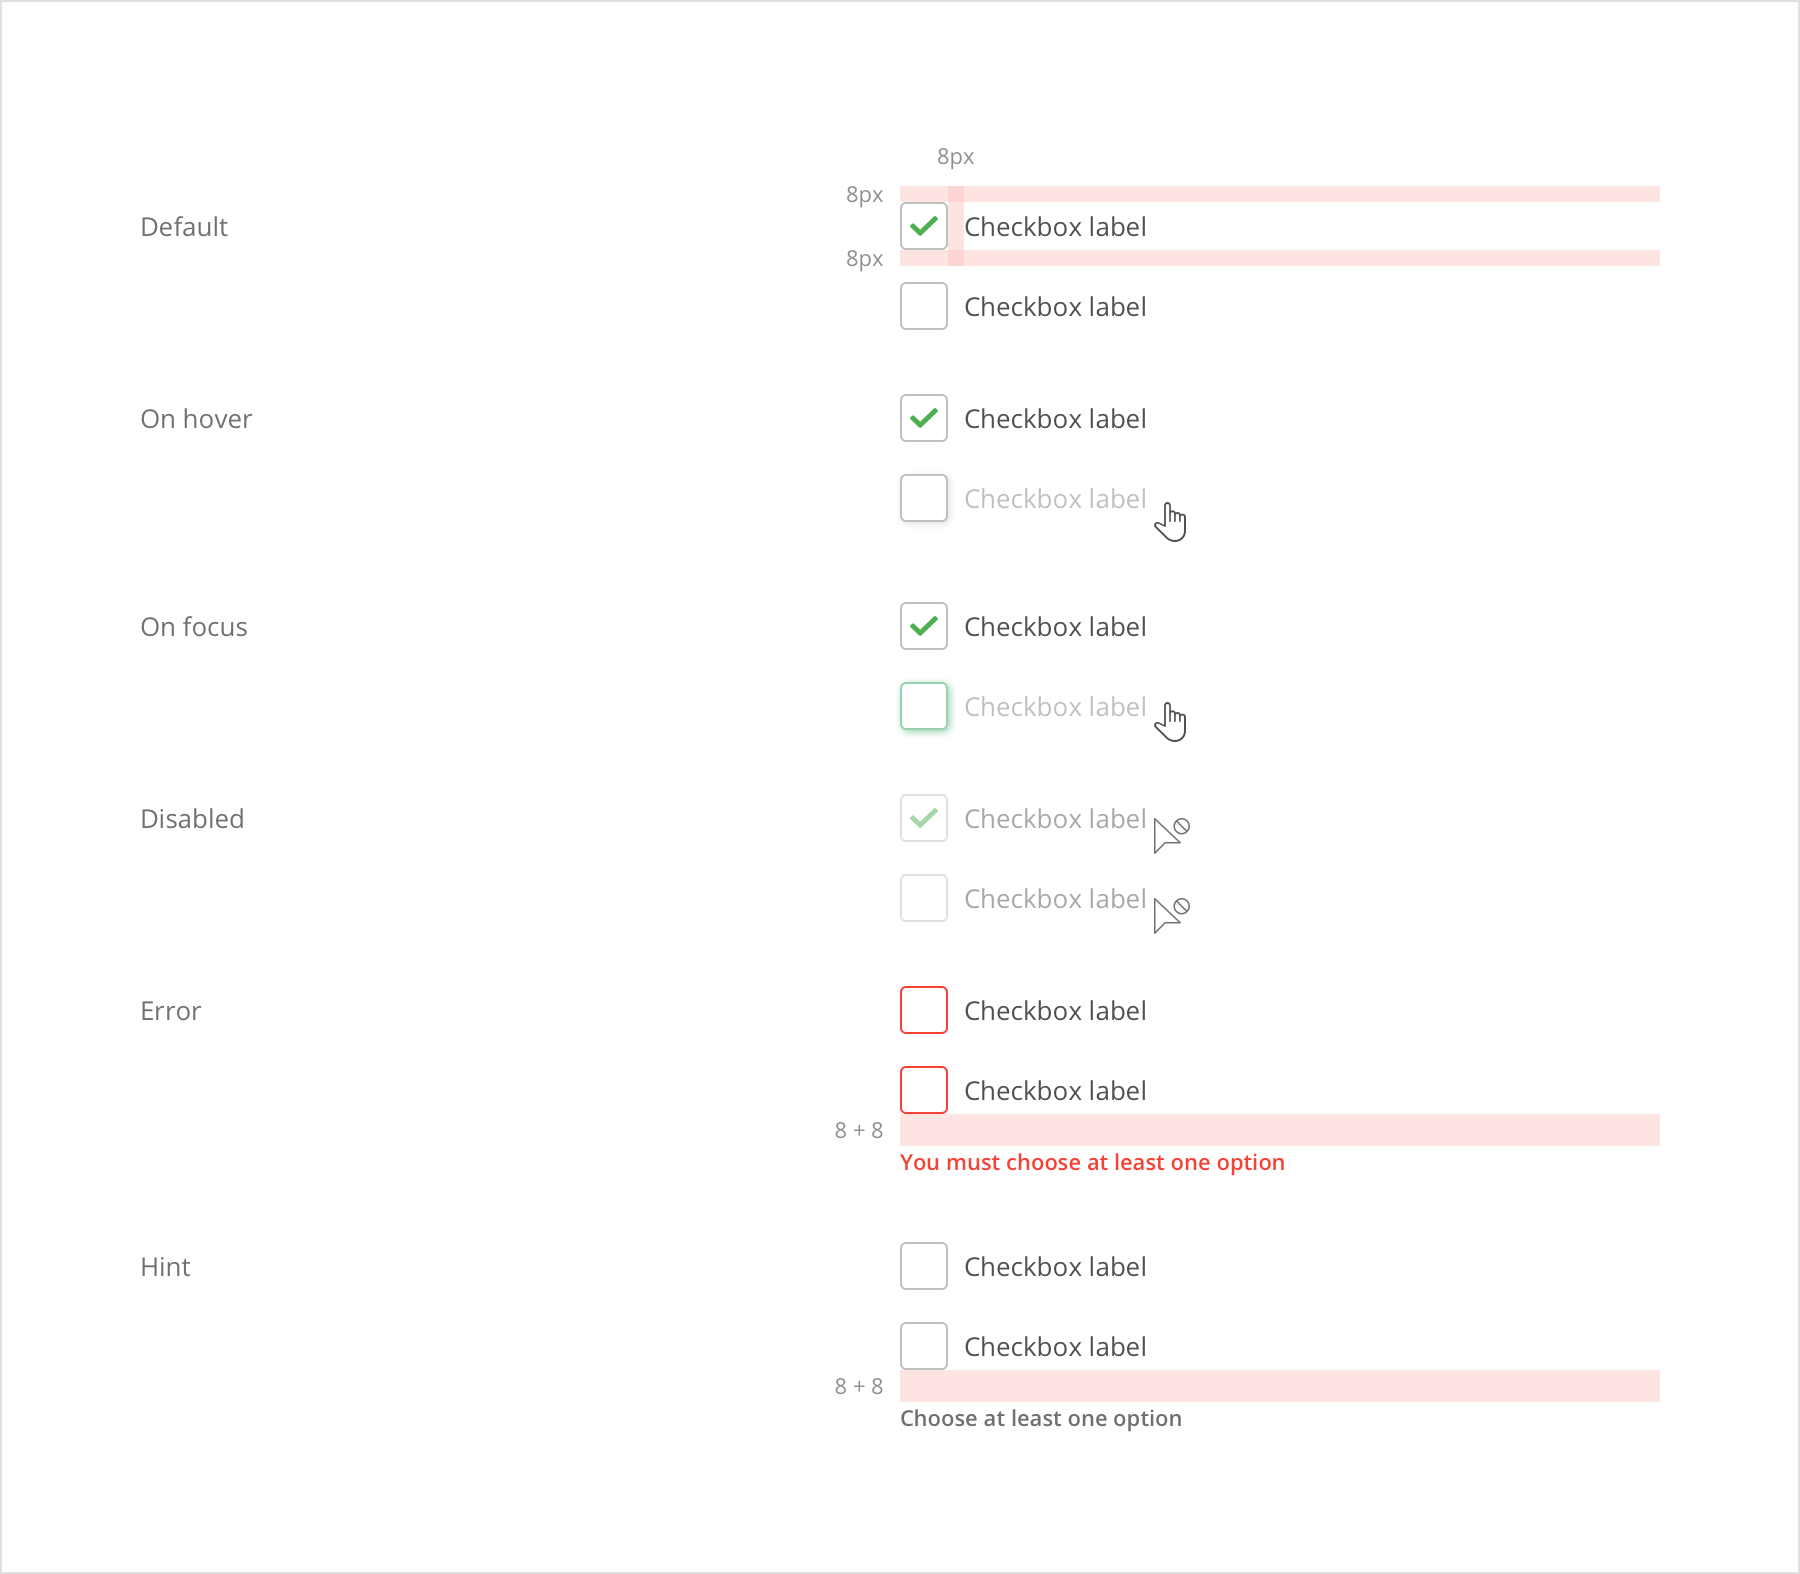 8px
8px
Default
Checkbox label
8px
Checkbox label
On hover
Checkbox label
Checkbox label
On focus
Checkbox label
Checkbox label
Disabled
Checkbox label
Checkbox label
Error
Checkbox label
Checkbox label
8 + 8
You must choose at least one option
Hint
Checkbox label
Checkbox label
8 + 8
Choose at least one option